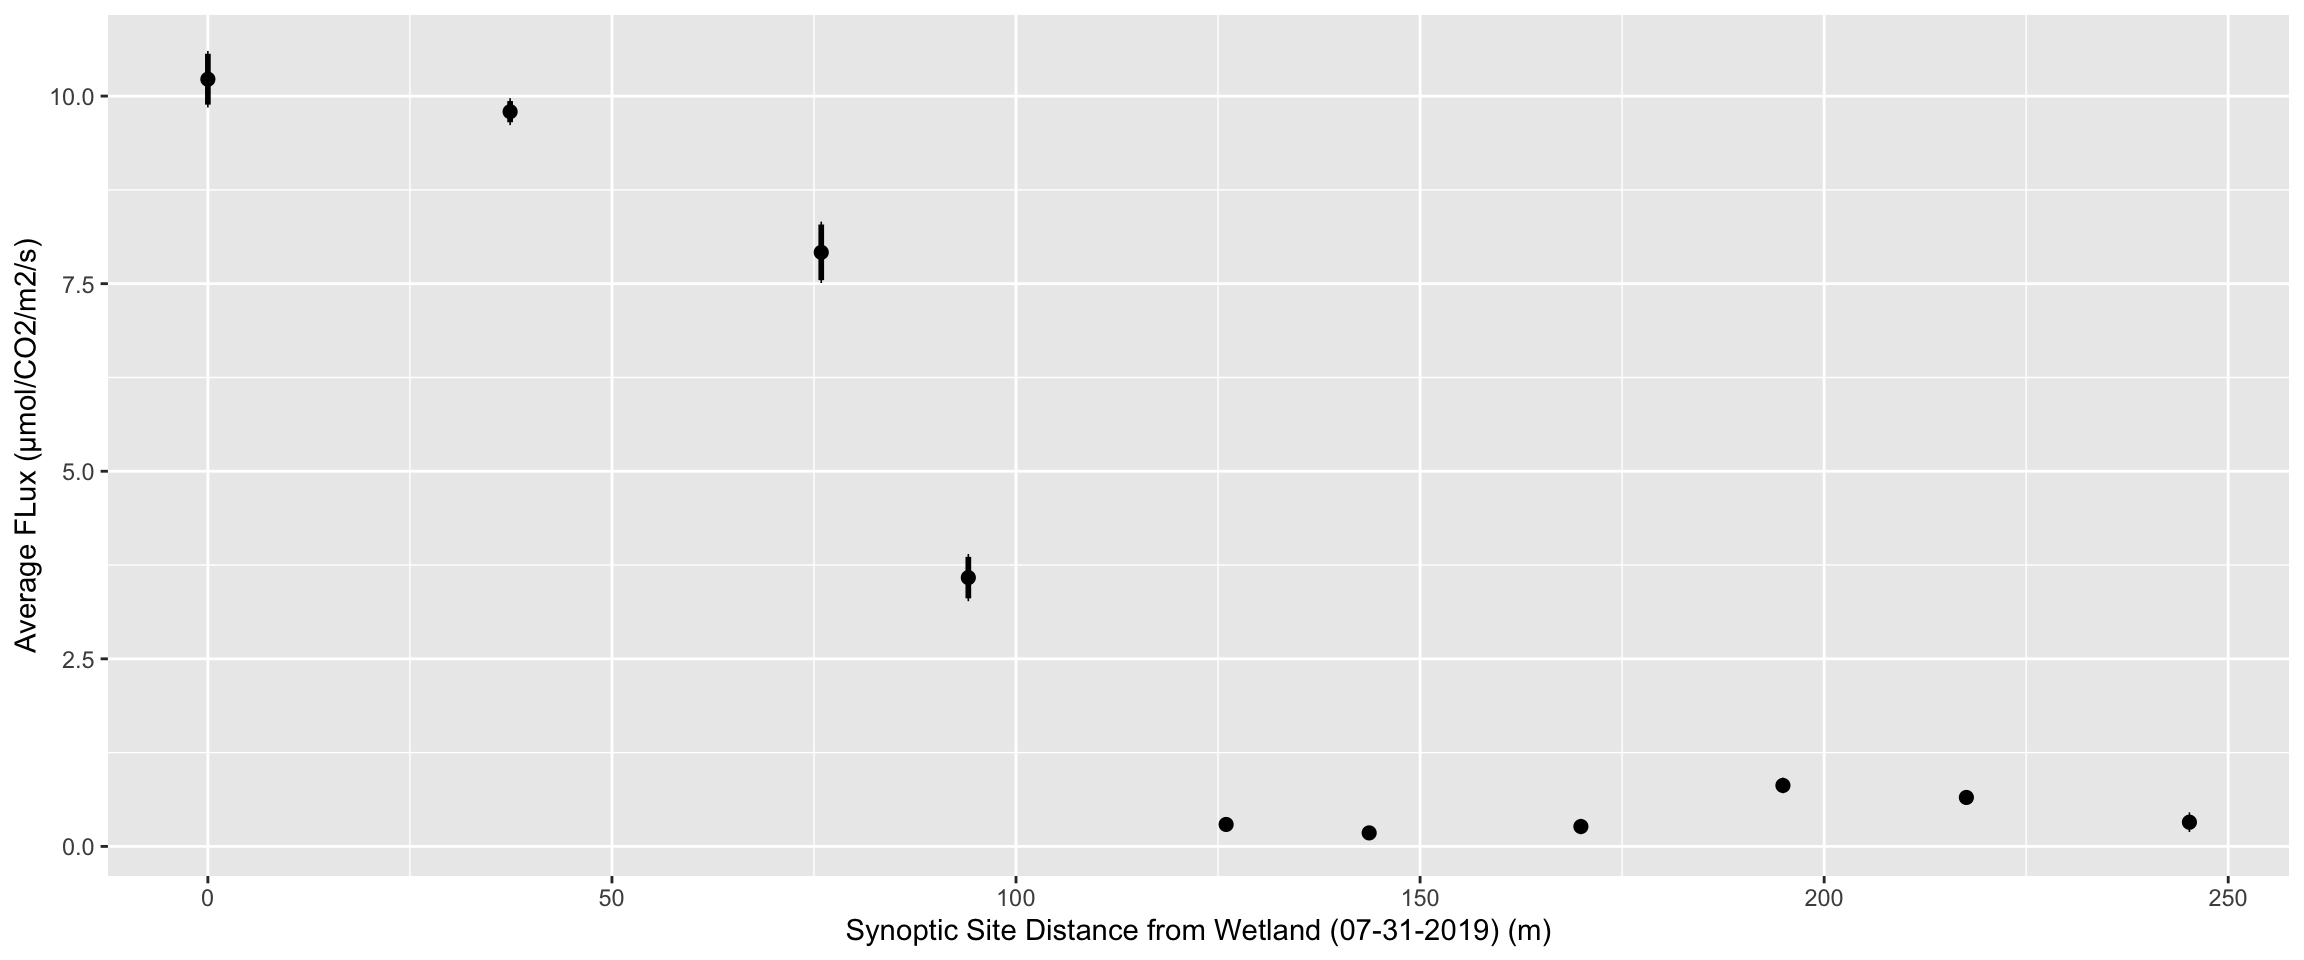 Average FLux (μmol/CO2/m2/s)
10.0
7.5
5.0
2.5
0.0
0 50 100 150 200 250
Synoptic Site Distance from Wetland (07-31-2019) (m)